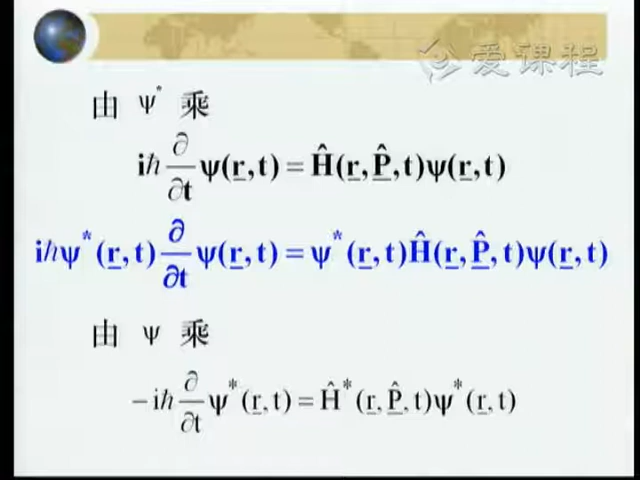 爱课程
由 ψ* 乘
iħ ∂/∂t ψ(r,t) = Ĥ(r,P̂,t)ψ(r,t)
iħψ*(r,t) ∂/∂t ψ(r,t) = ψ*(r,t)Ĥ(r,P̂,t)ψ(r,t)
由 ψ 乘
−iħ ∂/∂t ψ*(r,t) = Ĥ*(r,P̂,t)ψ*(r,t)